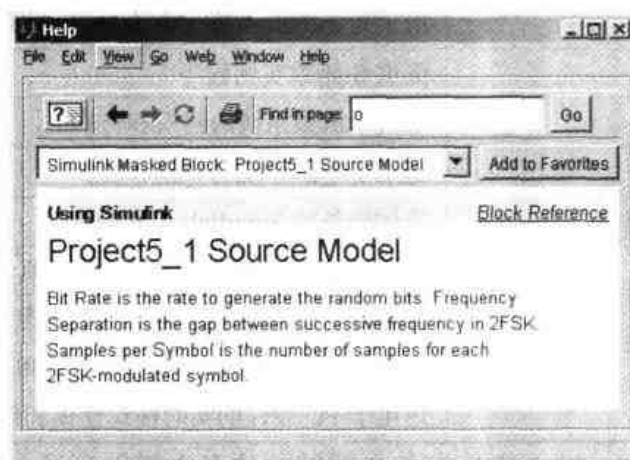 Help
File Edit View Go Web Window Help
Find in page: o Go
Simulink Masked Block: Project5_1 Source Model Add to Favorites
Using Simulink Block Reference
Project5_1 Source Model
Bit Rate is the rate to generate the random bits. Frequency
Separation is the gap between successive frequency in 2FSK.
Samples per Symbol is the number of samples for each
2FSK-modulated symbol.